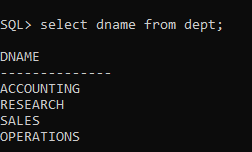 SQL> select dname from dept;
DNAME
--------------
ACCOUNTING
RESEARCH
SALES
OPERATIONS